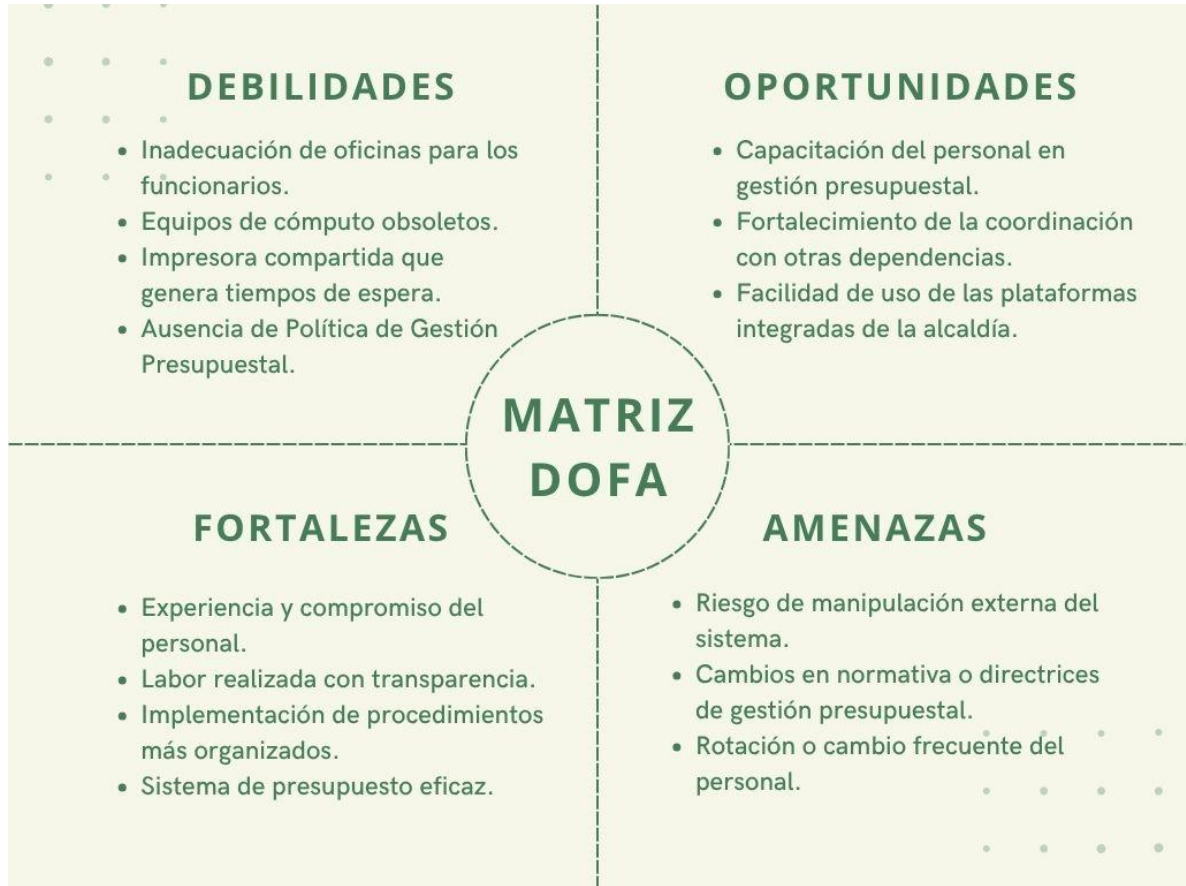 DEBILIDADES
• Inadecuación de oficinas para los
funcionarios.
• Equipos de cómputo obsoletos.
• Impresora compartida que
genera tiempos de espera.
• Ausencia de Política de Gestión
Presupuestal.
OPORTUNIDADES
• Capacitación del personal en
gestión presupuestal.
• Fortalecimiento de la coordinación
con otras dependencias.
• Facilidad de uso de las plataformas
integradas de la alcaldía.
MATRIZ
DOFA
FORTALEZAS
• Experiencia y compromiso del
personal.
• Labor realizada con transparencia.
• Implementación de procedimientos
más organizados.
• Sistema de presupuesto eficaz.
AMENAZAS
• Riesgo de manipulación externa del
sistema.
• Cambios en normativa o directrices
de gestión presupuestal.
• Rotación o cambio frecuente del
personal.